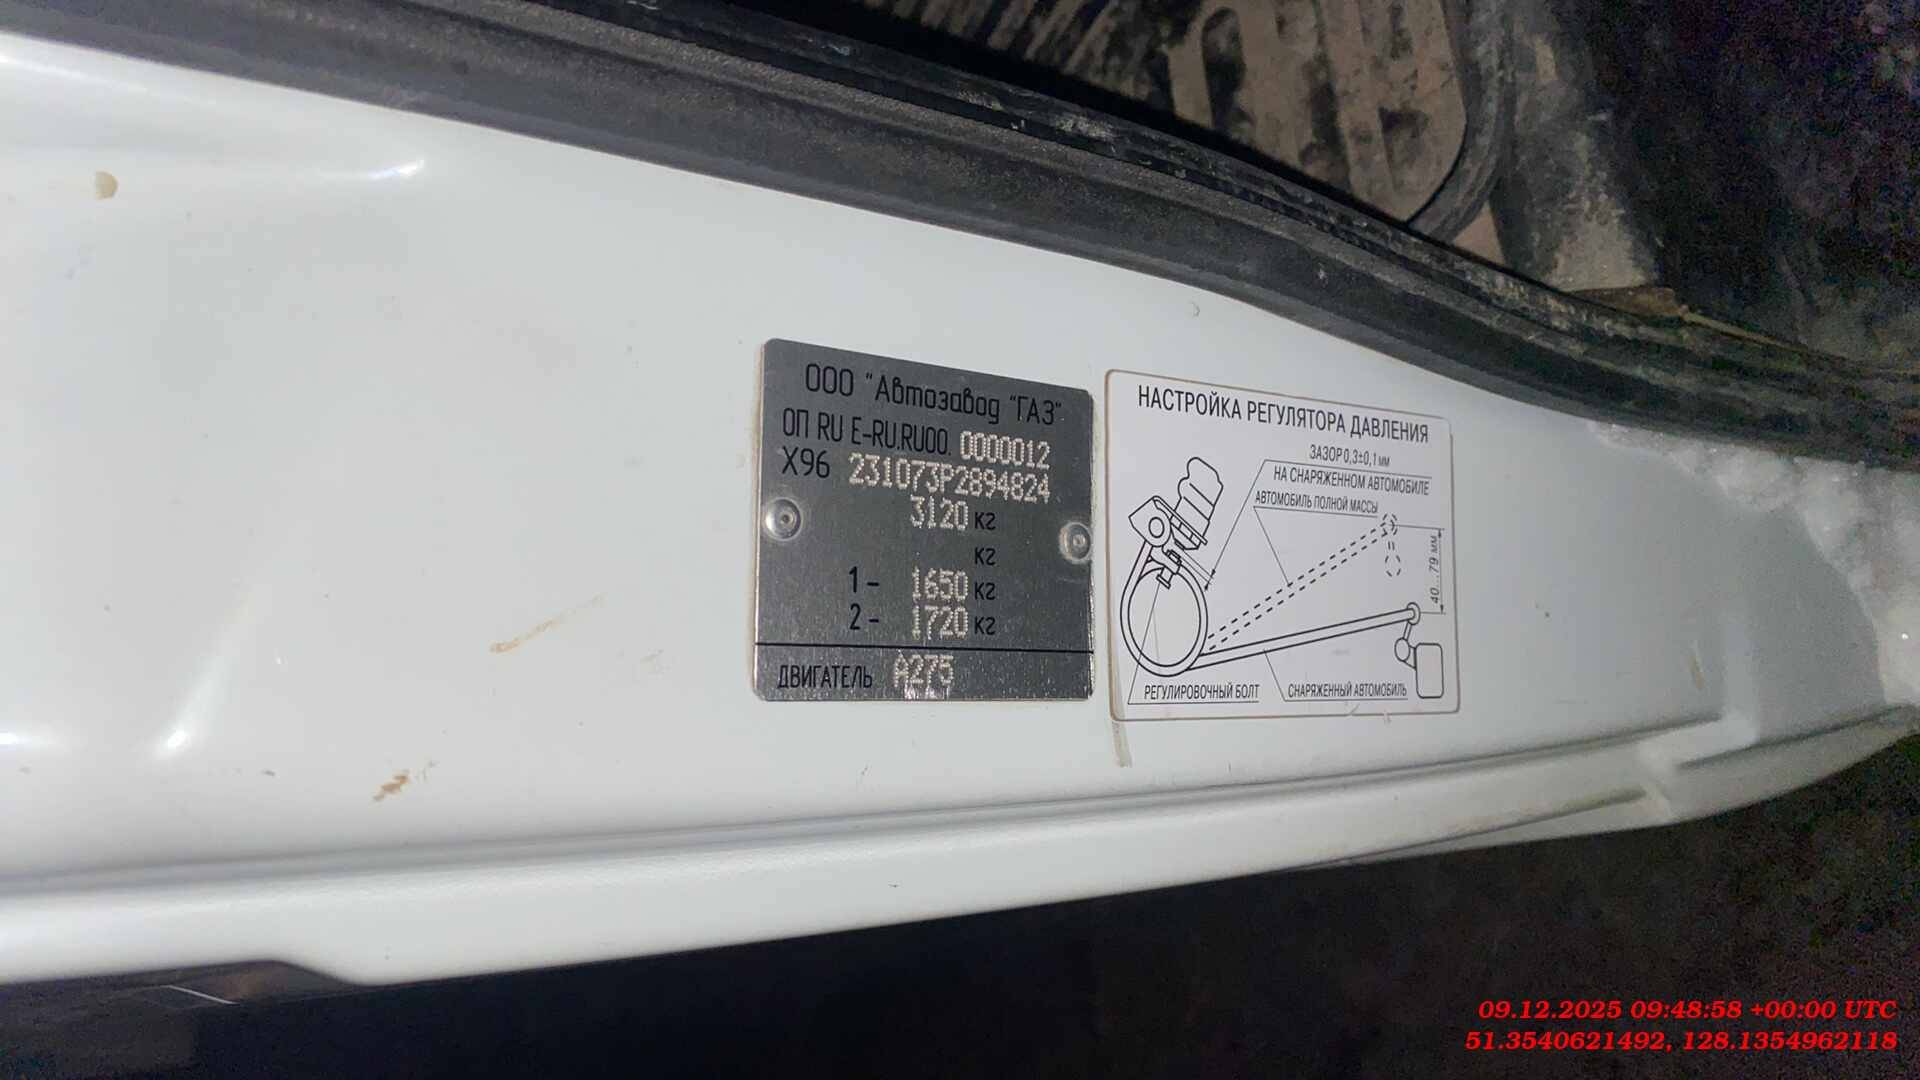 ООО "Автозавод "ГАЗ"
ОП RU E-RU.RU00. 0000012
X96 231073P2894824
3120 кг
кг
1 - 1650 кг
2 - 1720 кг
ДВИГАТЕЛЬ A275
НАСТРОЙКА РЕГУЛЯТОРА ДАВЛЕНИЯ
ЗАЗОР 0,3±0,1 мм
НА СНАРЯЖЕННОМ АВТОМОБИЛЕ
АВТОМОБИЛЬ ПОЛНОЙ МАССЫ
40...79 мм
РЕГУЛИРОВОЧНЫЙ БОЛТ
СНАРЯЖЕННЫЙ АВТОМОБИЛЬ
09.12.2025 09:48:58 +00:00 UTC
51.3540621492, 128.1354962118